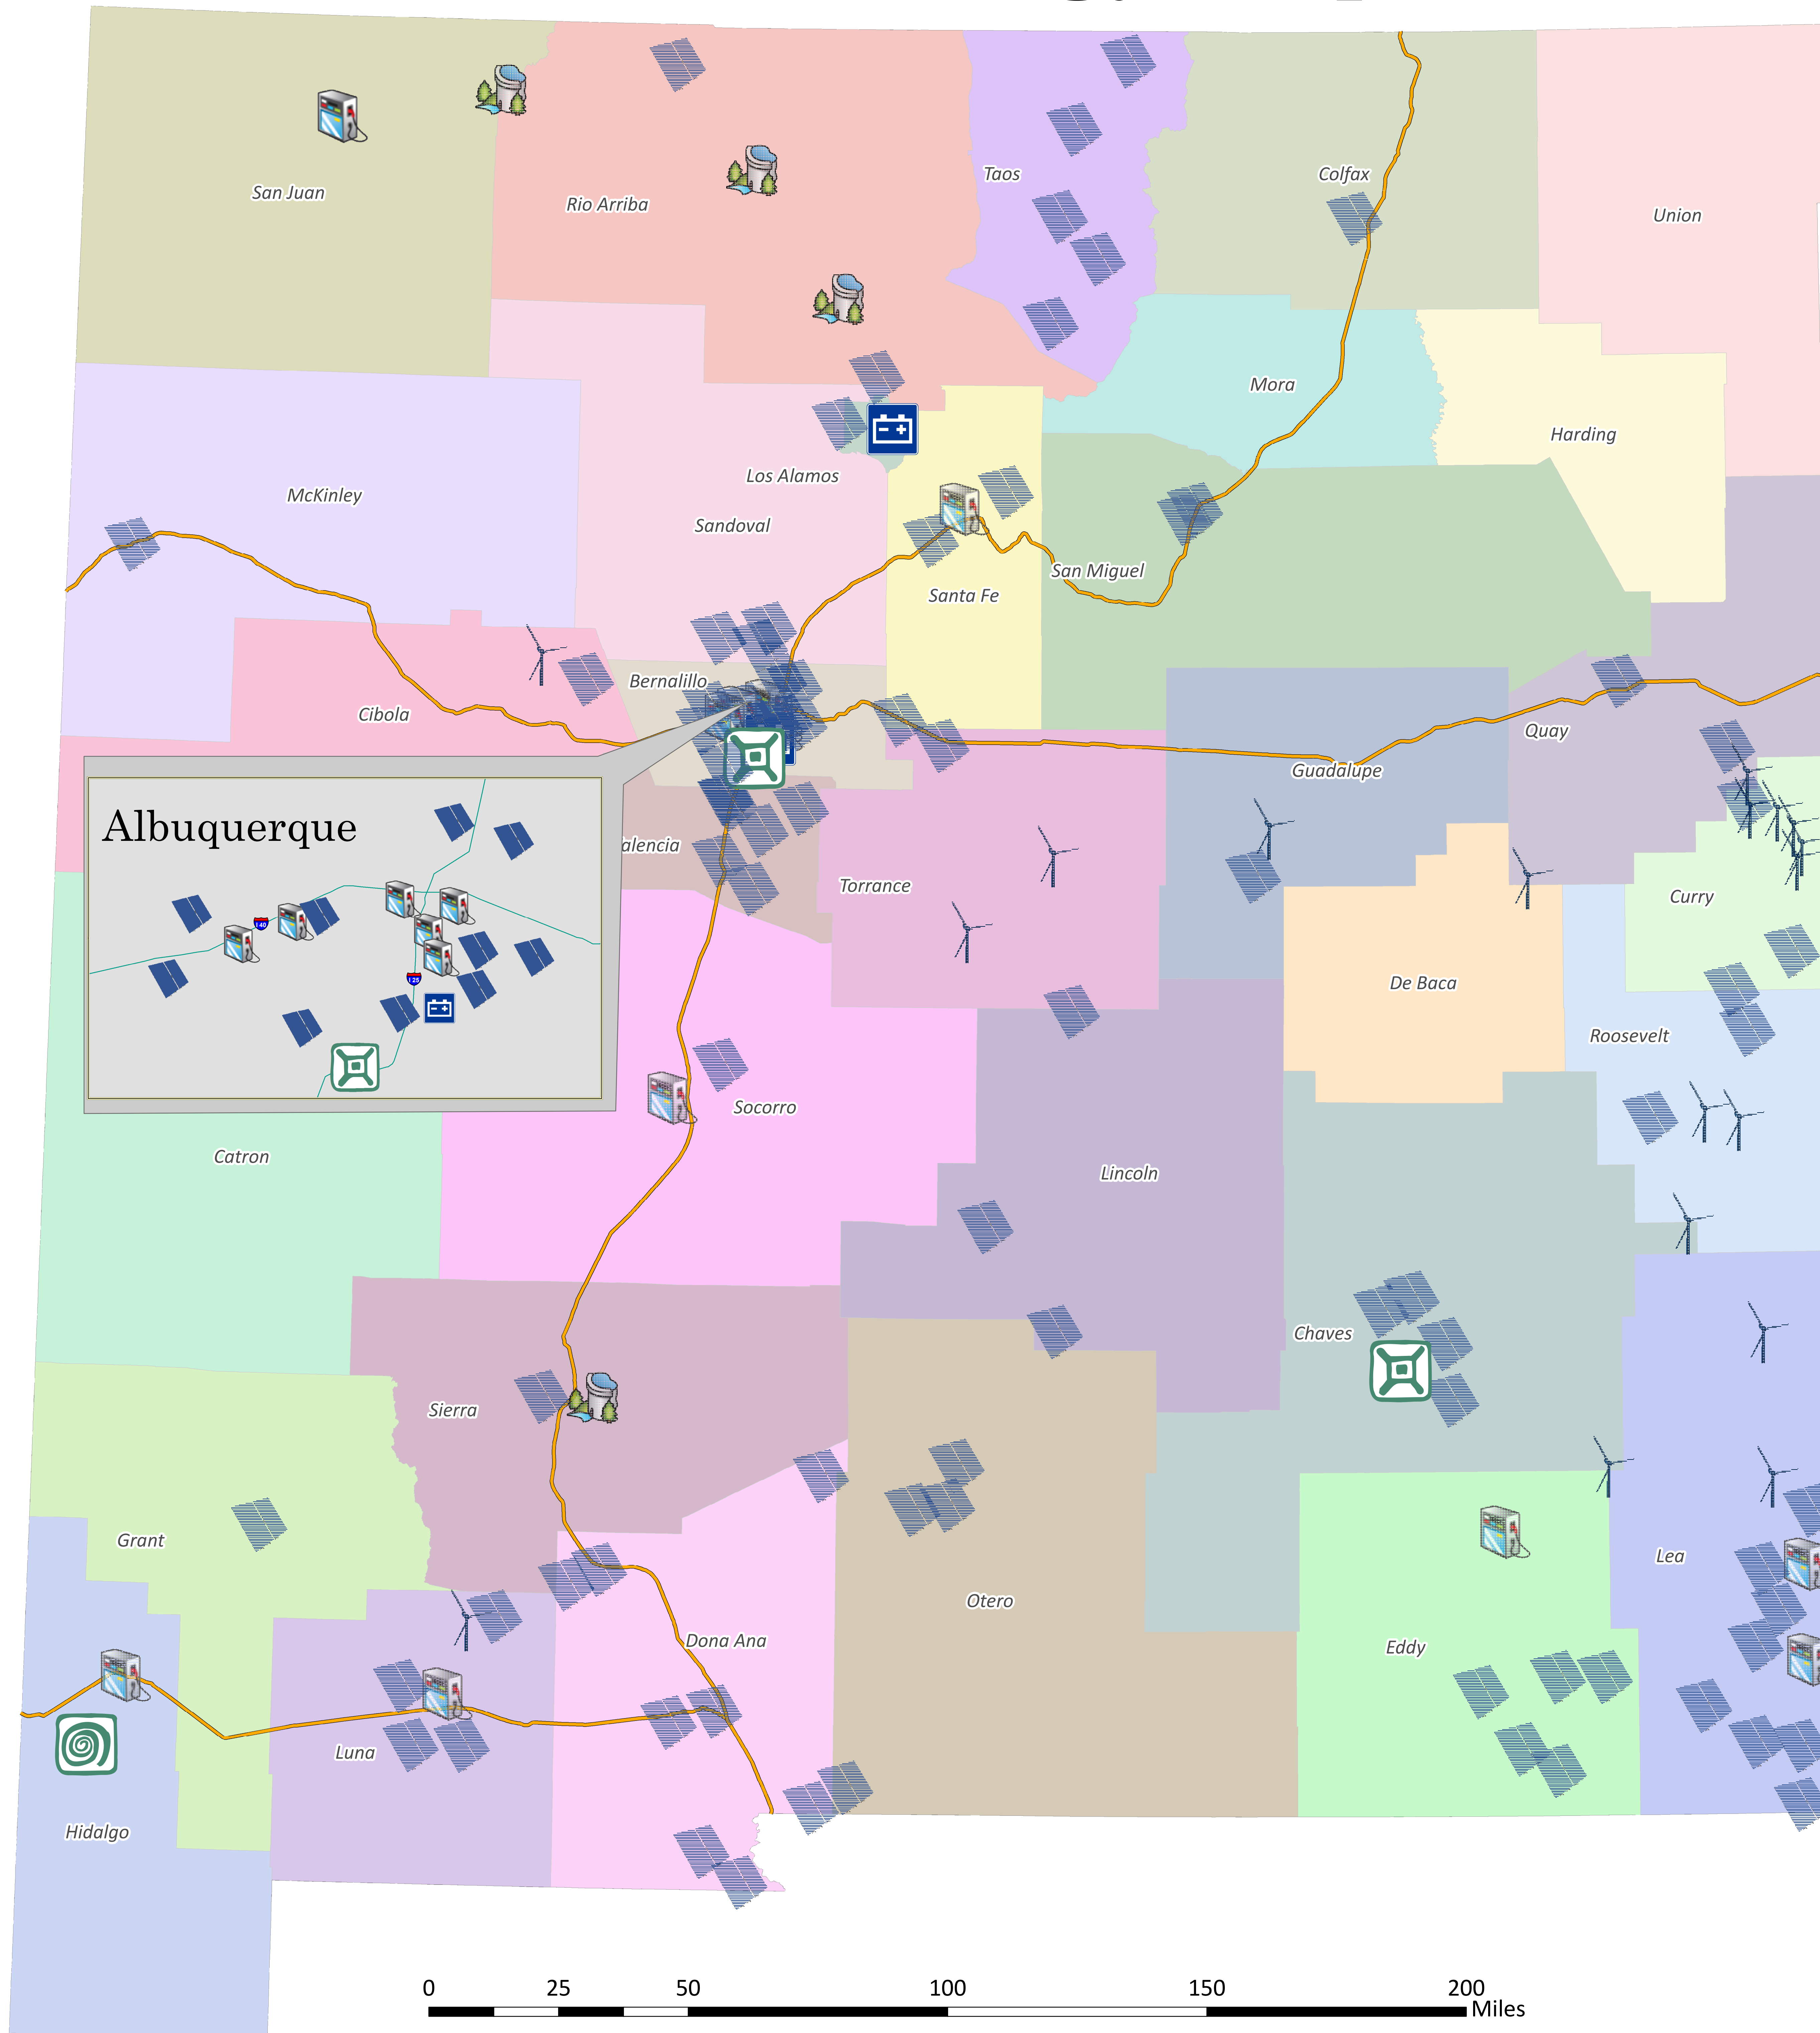 San Juan
Rio Arriba
Taos
Colfax
Union
Mora
Harding
McKinley
Los Alamos
Sandoval
San Miguel
Santa Fe
Bernalillo
Cibola
Quay
Guadalupe
Albuquerque
alencia
Torrance
Curry
I 40
De Baca
I 25
Roosevelt
Socorro
Catron
Lincoln
Chaves
Sierra
Grant
Lea
Otero
Dona Ana
Eddy
Luna
Hidalgo
0 25 50 100 150 200
Miles